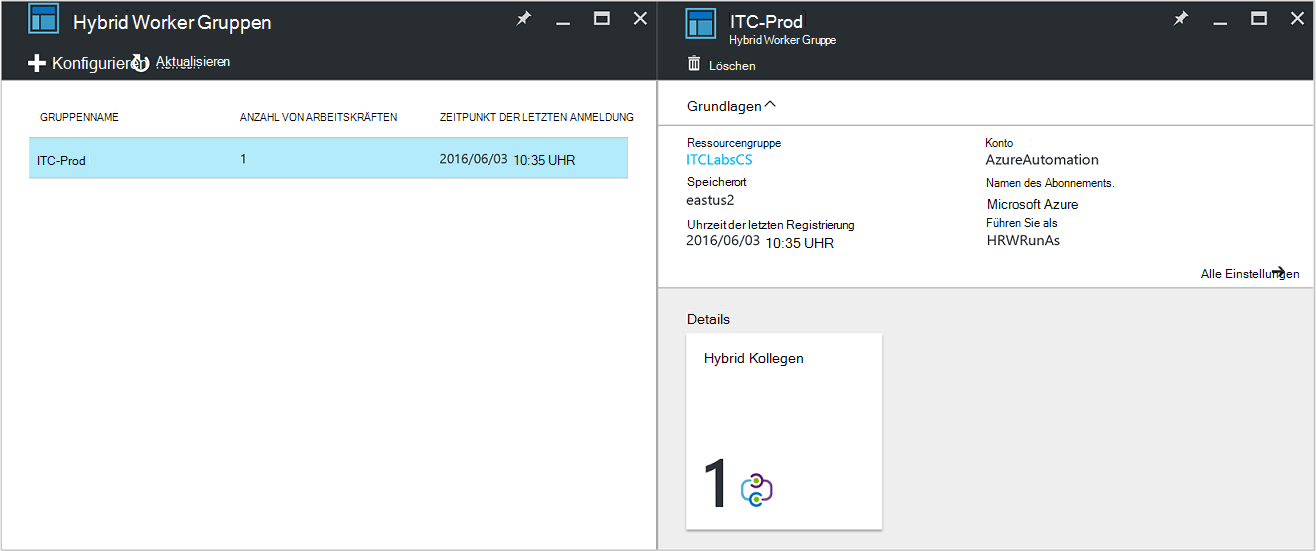 Hybrid Worker Gruppen
Konfigurieren Aktualisieren
GRUPPENNAME ANZAHL VON ARBEITSKRÄFTEN ZEITPUNKT DER LETZTEN ANMELDUNG
ITC-Prod 1 2016/06/03 10:35 UHR
ITC-Prod
Hybrid Worker Gruppe
Löschen
Grundlagen
Ressourcengruppe
ITCLabsCS
Speicherort
eastus2
Uhrzeit der letzten Registrierung
2016/06/03 10:35 UHR
Konto
AzureAutomation
Namen des Abonnements.
Microsoft Azure
Führen Sie als
HRWRunAs
Alle Einstellungen
Details
Hybrid Kollegen
1